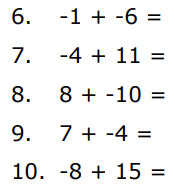 6. -1 + -6 =
7. -4 + 11 =
8. 8 + -10 =
9. 7 + -4 =
10. -8 + 15 =